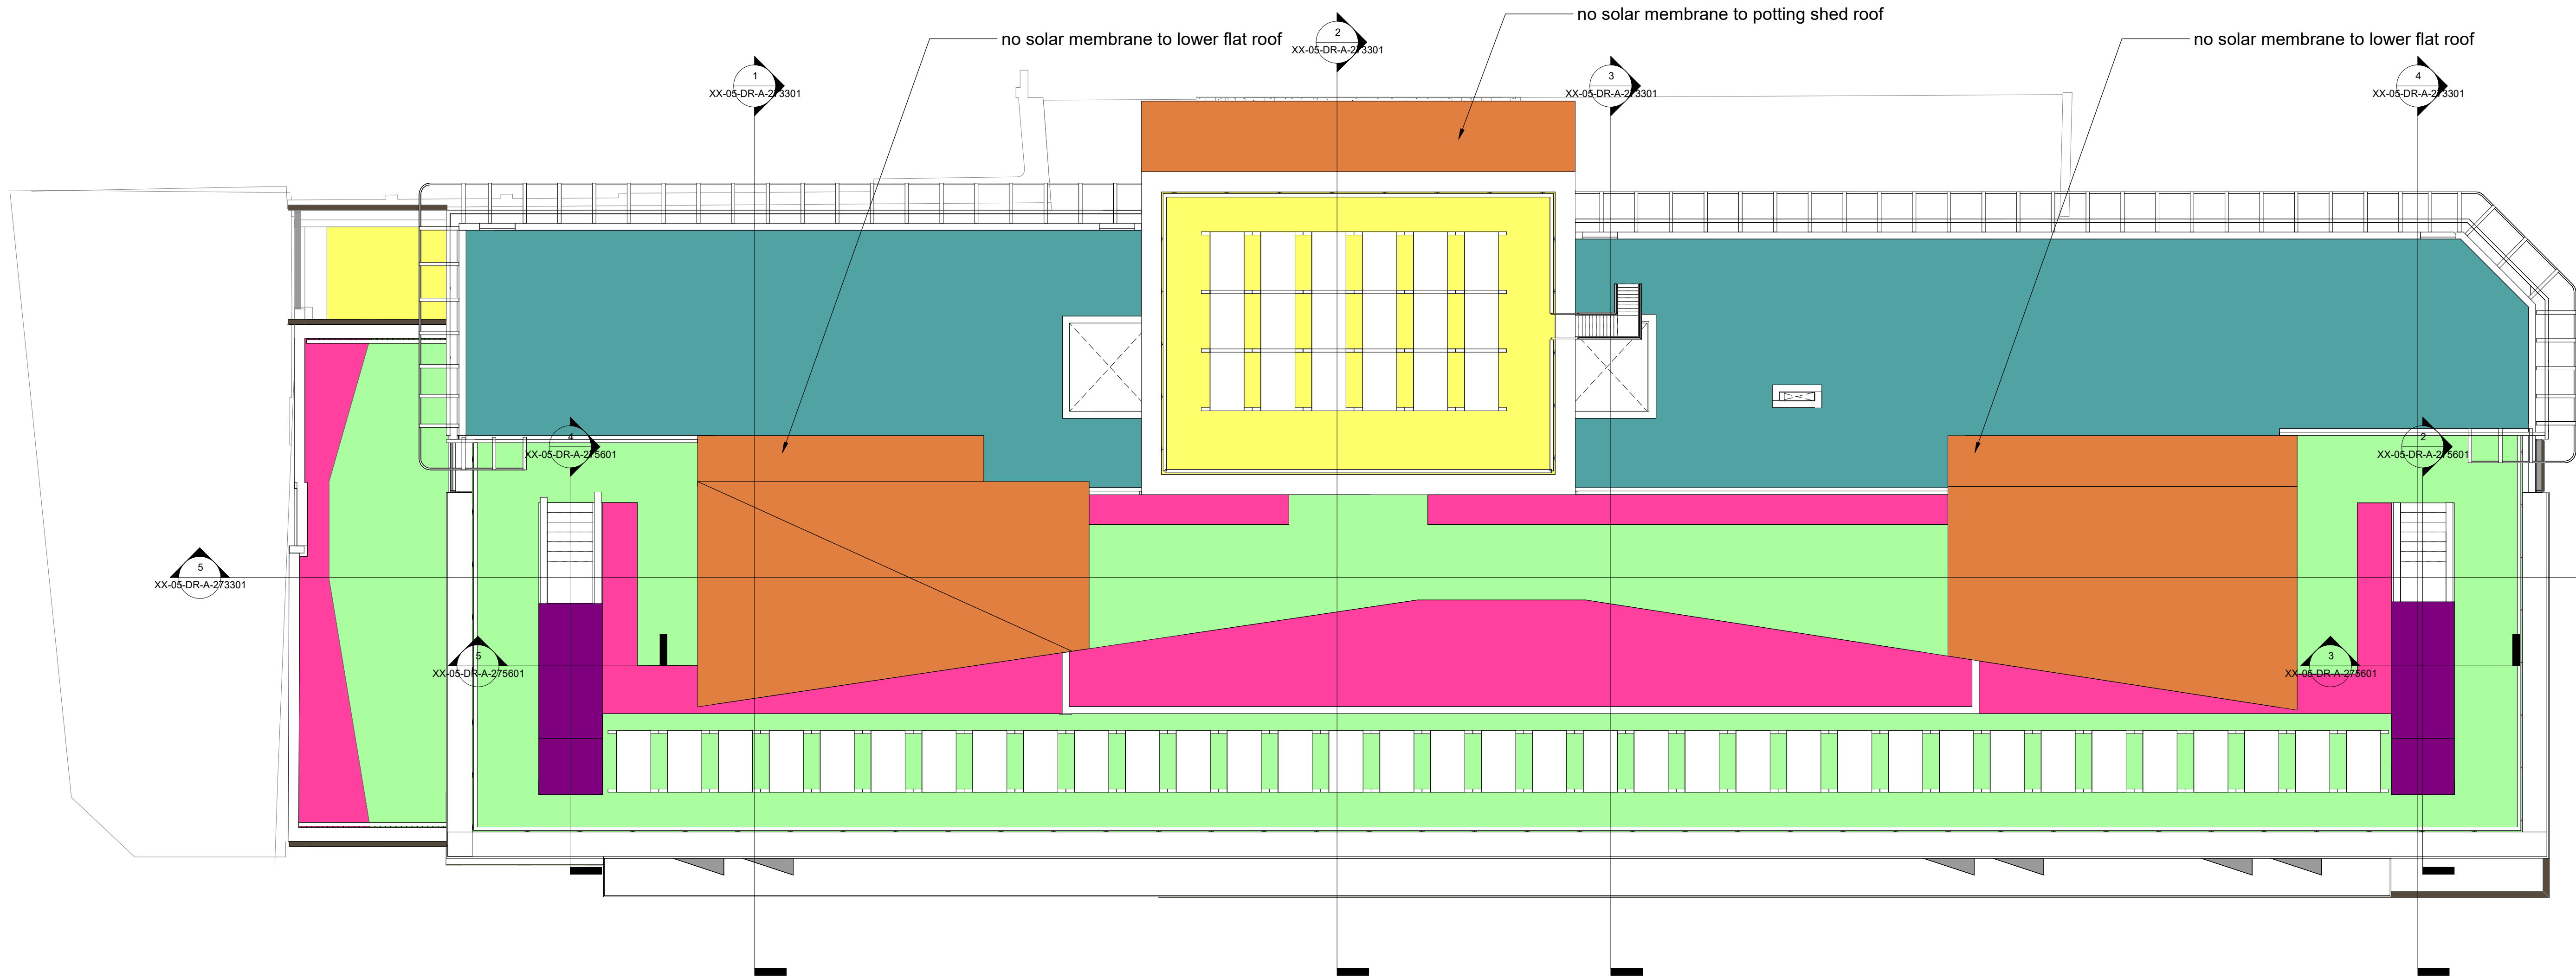 no solar membrane to potting shed roof
no solar membrane to lower flat roof
no solar membrane to lower flat roof
2
XX-05-DR-A-273301
1
XX-05-DR-A-273301
3
XX-05-DR-A-273301
4
XX-05-DR-A-273301
4
XX-05-DR-A-275601
2
XX-05-DR-A-275601
5
XX-05-DR-A-273301
5
XX-05-DR-A-275601
3
XX-05-DR-A-275601